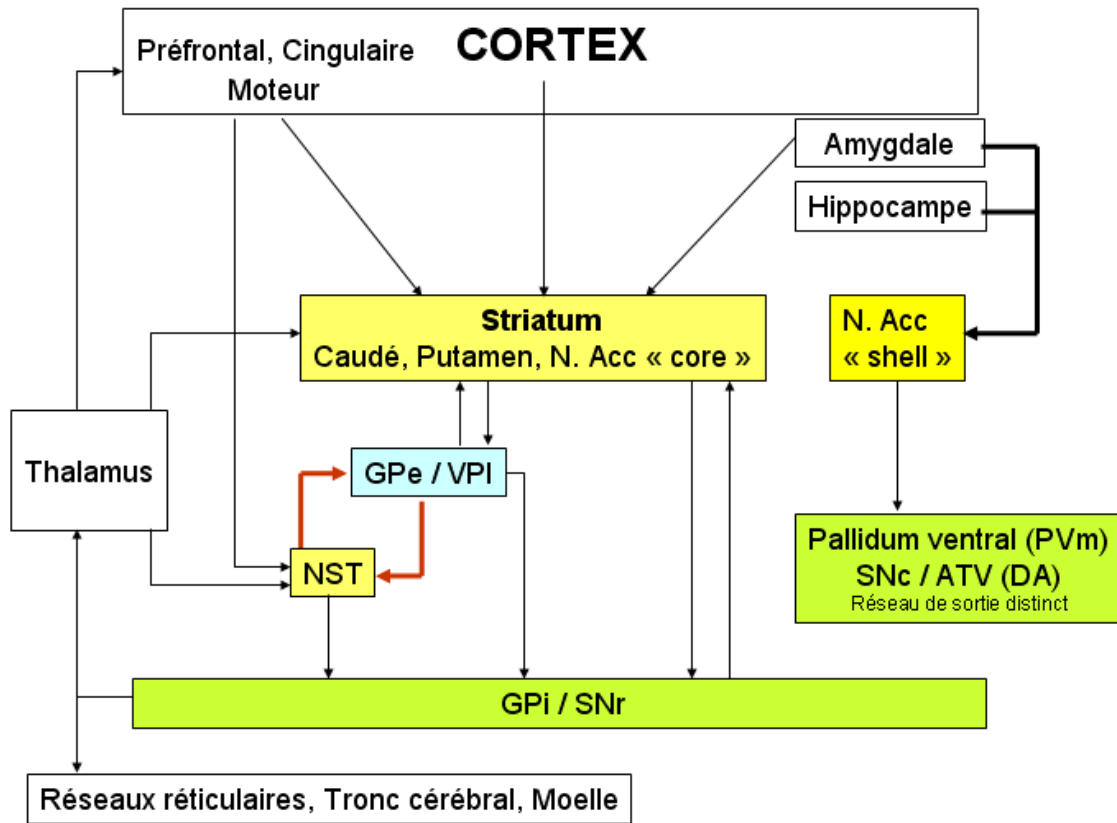 CORTEX
Préfrontal, Cingulaire
Moteur
Amygdale
Hippocampe
Striatum
Caudé, Putamen, N. Acc « core »
N. Acc
« shell »
Thalamus
GPe / VPl
NST
Pallidum ventral (PVm)
SNc / ATV (DA)
Réseau de sortie distinct
GPi / SNr
Réseaux réticulaires, Tronc cérébral, Moelle